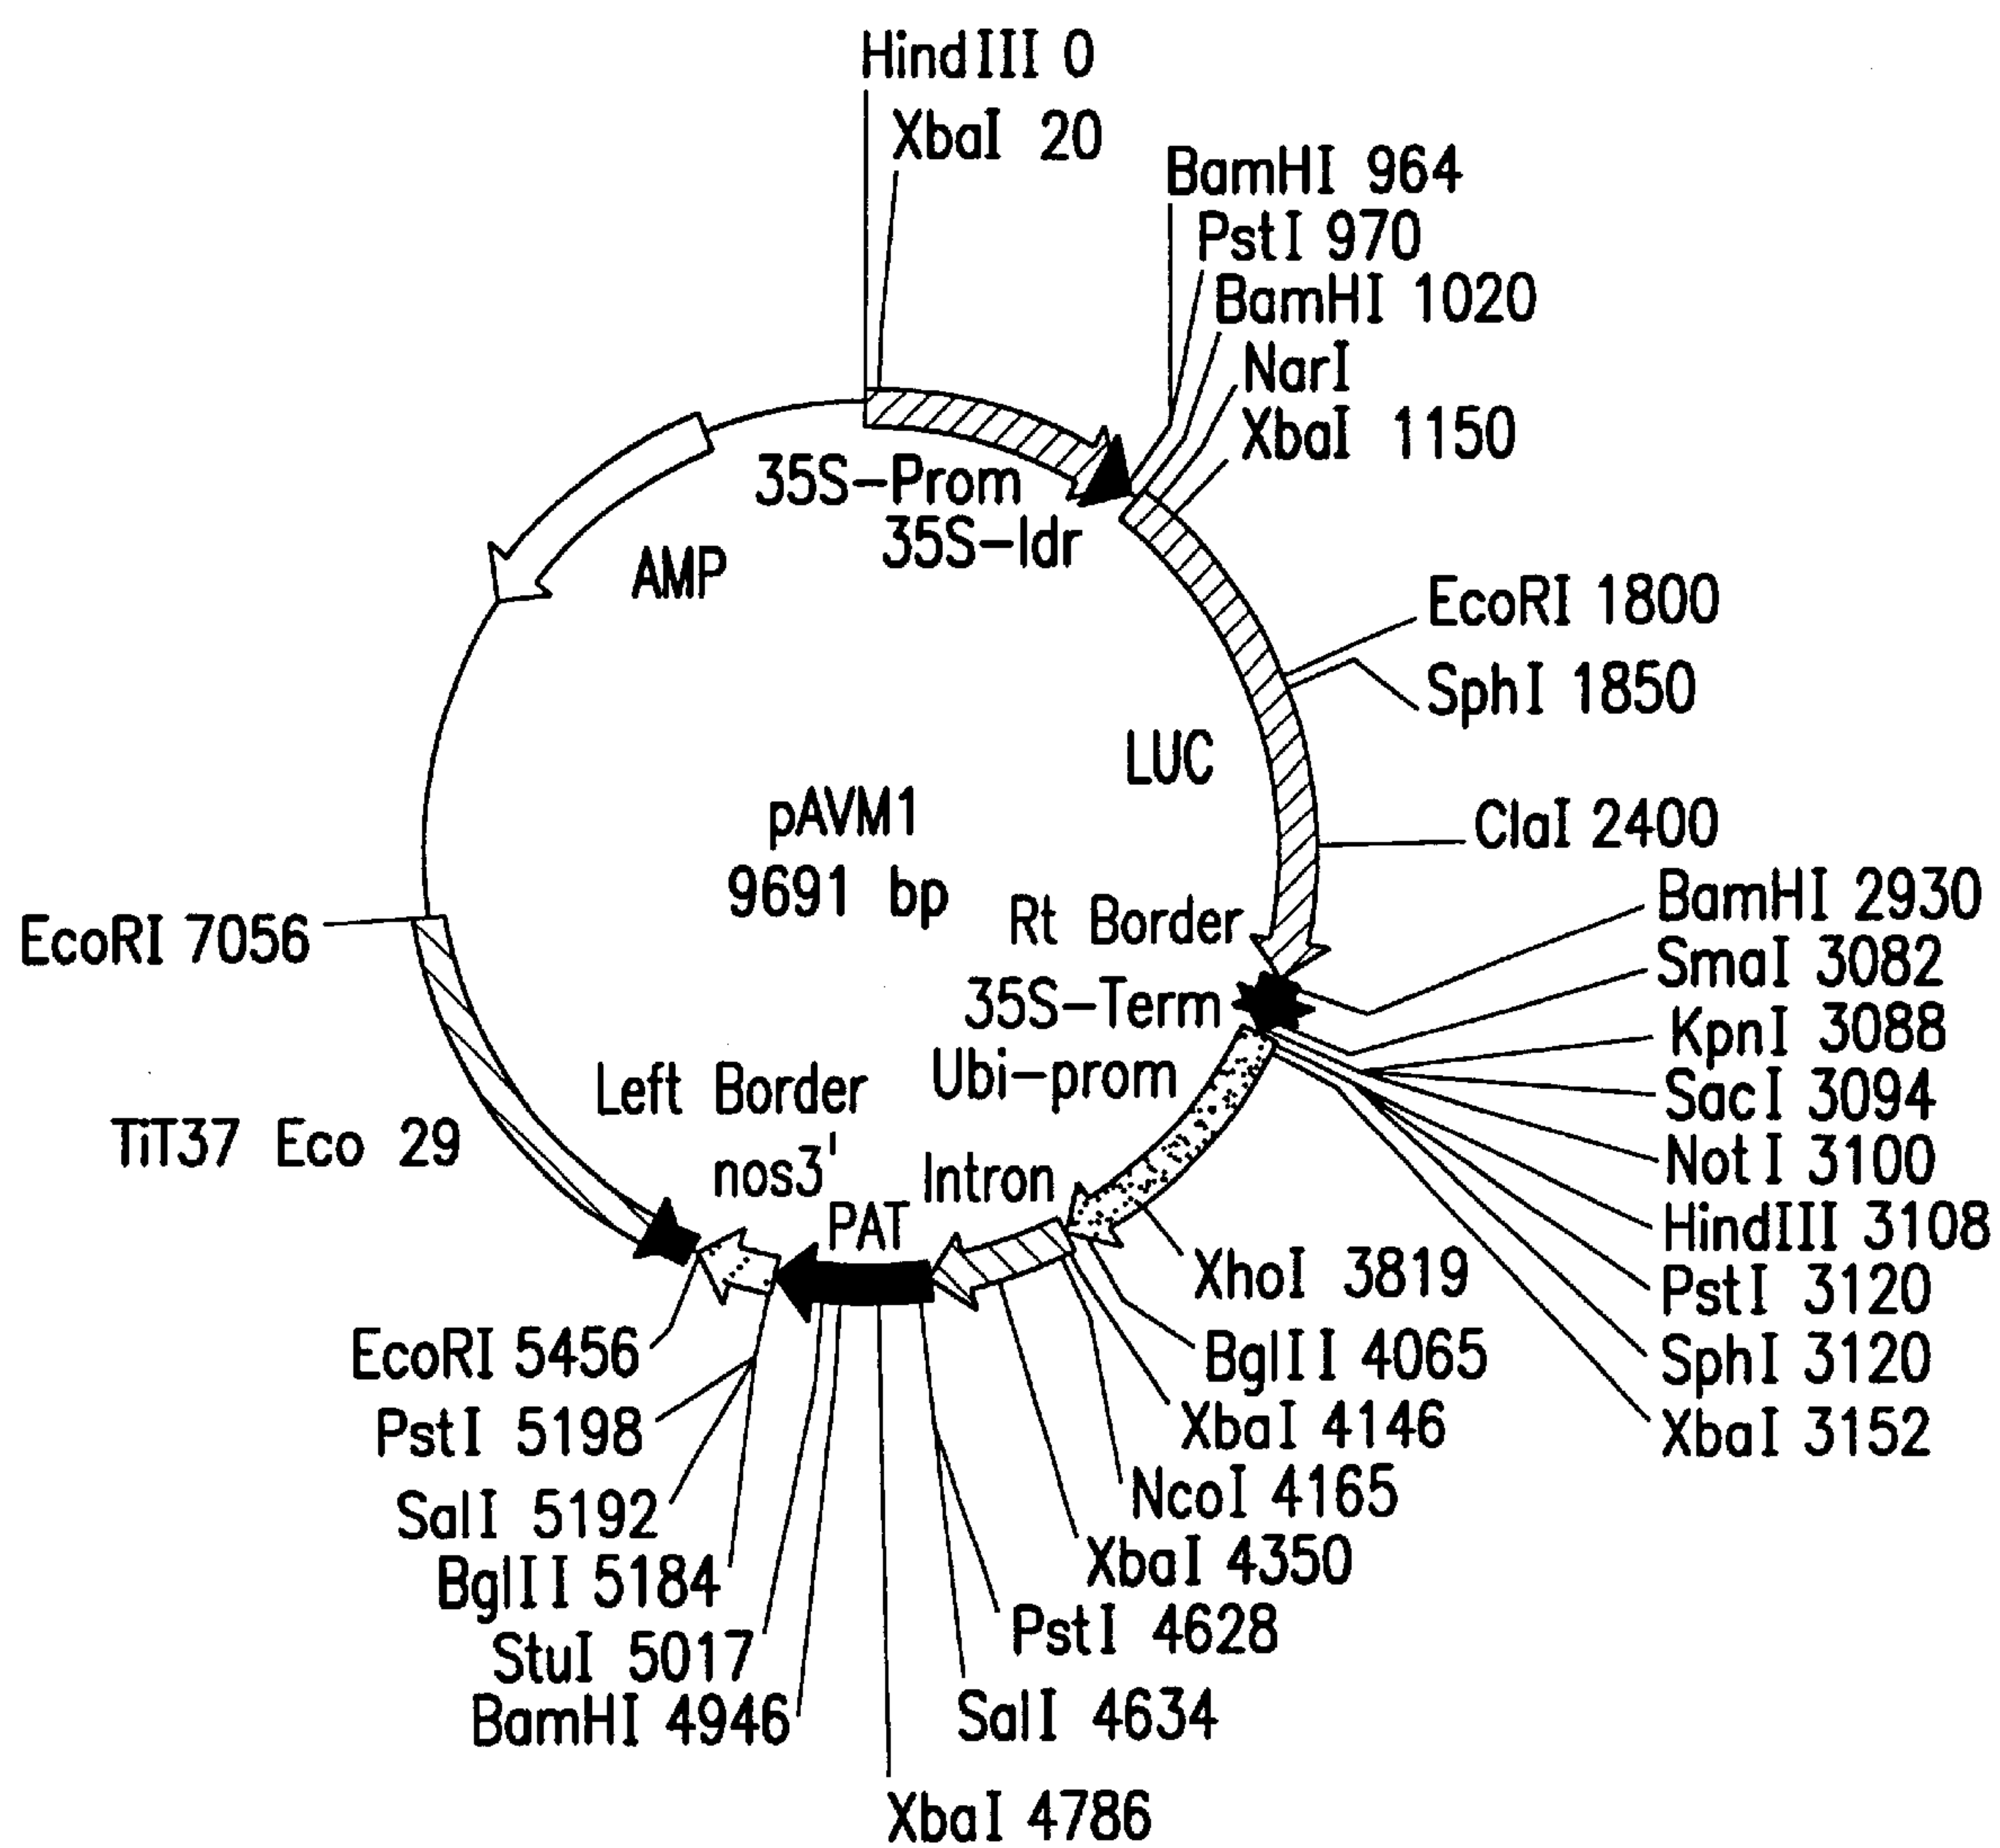 HindIII 0
XbaI 20
BamHI 964
PstI 970
BamHI 1020
NarI
XbaI 1150
35S-Prom
35S-ldr
AMP
EcoRI 1800
SphI 1850
LUC
ClaI 2400
pAVM1
9691 bp
Rt Border
35S-Term
Ubi-prom
BamHI 2930
SmaI 3082
KpnI 3088
SacI 3094
NotI 3100
HindIII 3108
PstI 3120
SphI 3120
XbaI 3152
EcoRI 7056
TiT37 Eco 29
Left Border
nos3'
PAT
Intron
XhoI 3819
BglII 4065
XbaI 4146
NcoI 4165
XbaI 4350
PstI 4628
SalI 4634
XbaI 4786
EcoRI 5456
PstI 5198
SalI 5192
BglII 5184
StuI 5017
BamHI 4946